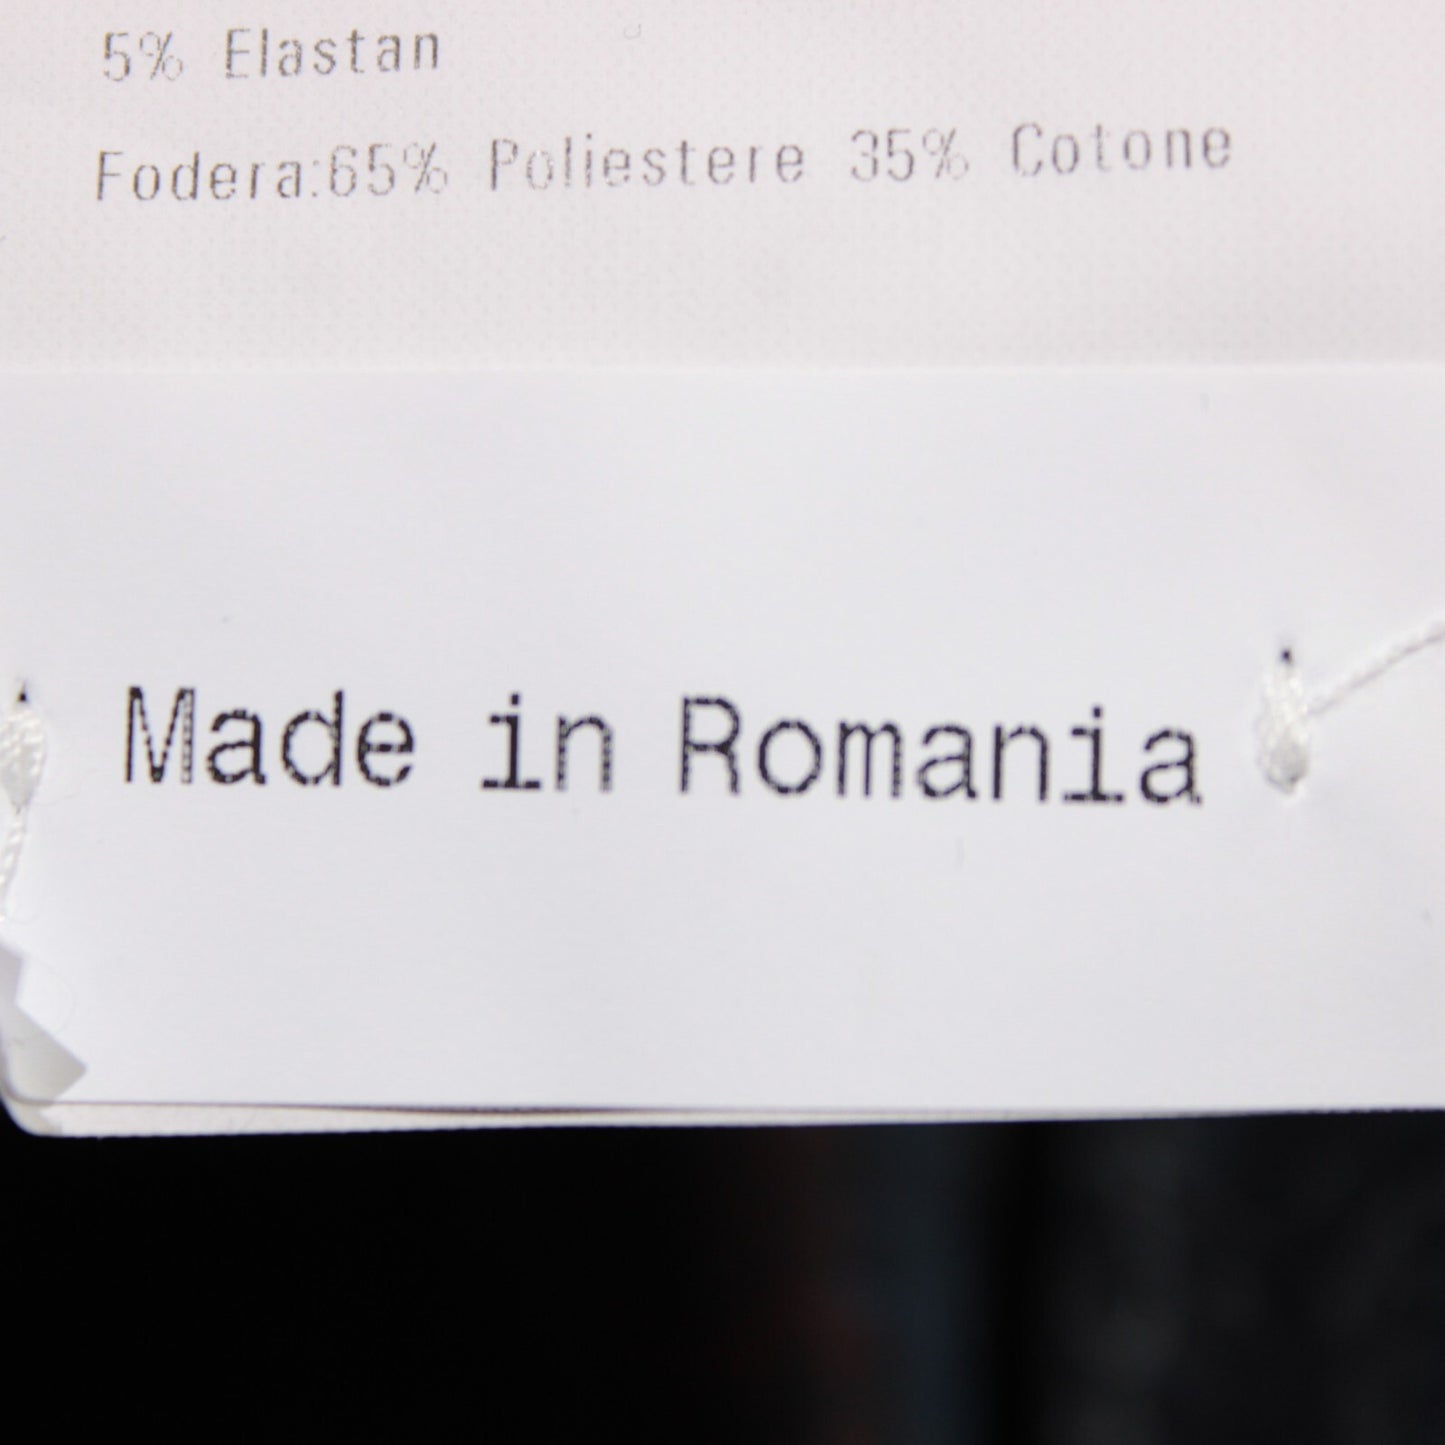 5% Elastan
Fodera:65% Poliestere 35% Cotone
Made in Romania